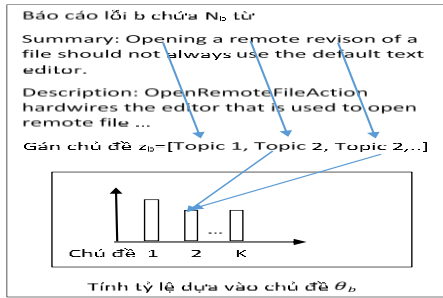 Báo cáo lỗi b chứa N_b từ
Summary: Opening a remote revison of a
file should not always use the default text
editor.
Description: OpenRemoteFileAction
hardwires the editor that is used to open
remote file ...
Gán chủ đề z_b=[Topic 1, Topic 2, Topic 2,..]
...
Chủ đề 1 2 K
Tính tỷ lệ dựa vào chủ đề θ_b